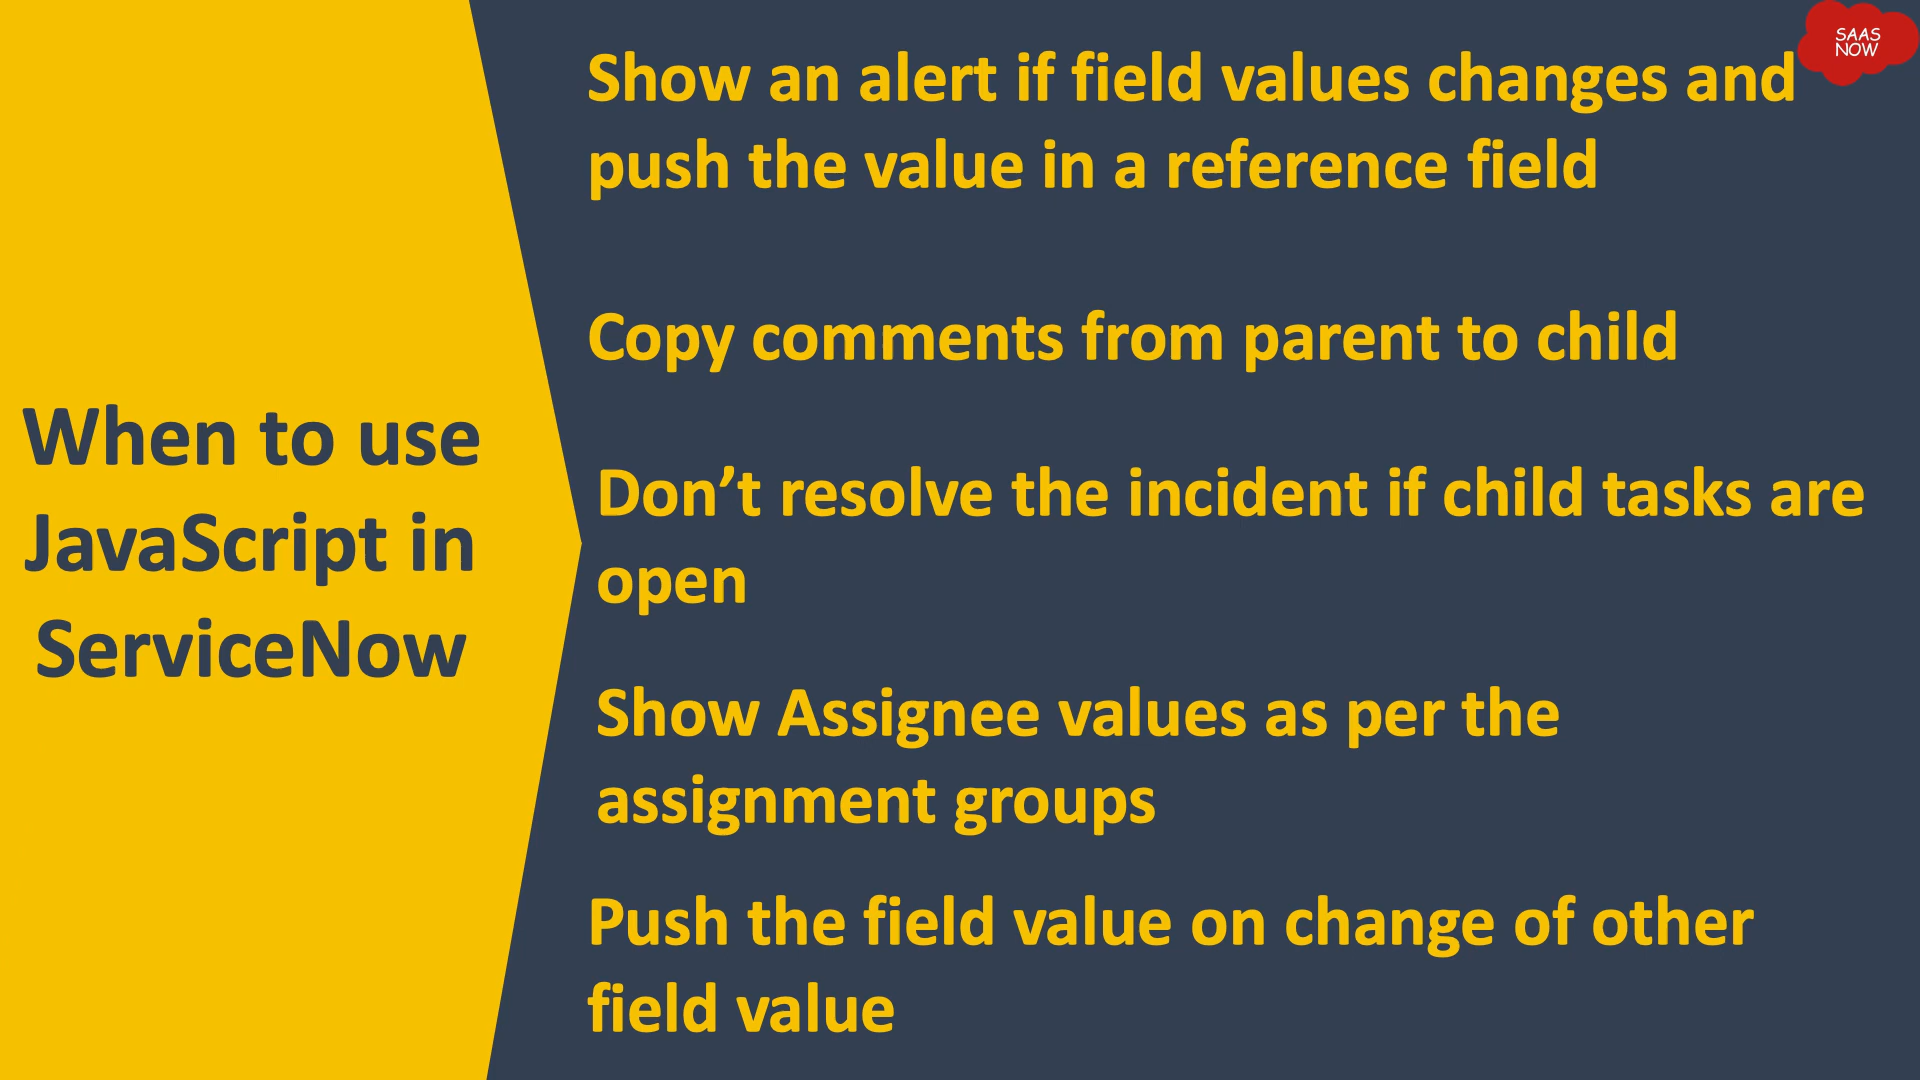 When to use
JavaScript in
ServiceNow
Show an alert if field values changes and
push the value in a reference field
Copy comments from parent to child
Don’t resolve the incident if child tasks are
open
Show Assignee values as per the
assignment groups
Push the field value on change of other
field value
SAAS
NOW